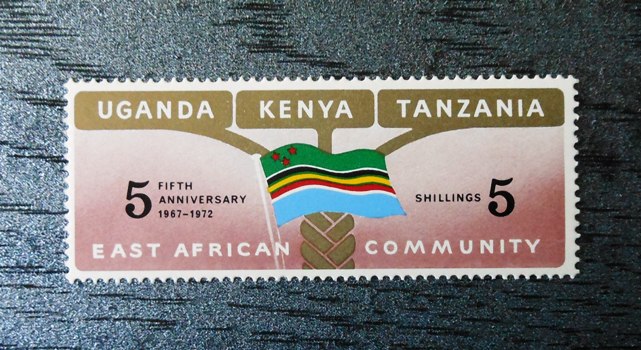 UGANDA KENYA TANZANIA
5 FIFTH ANNIVERSARY 1967-1972
SHILLINGS 5
EAST AFRICAN COMMUNITY